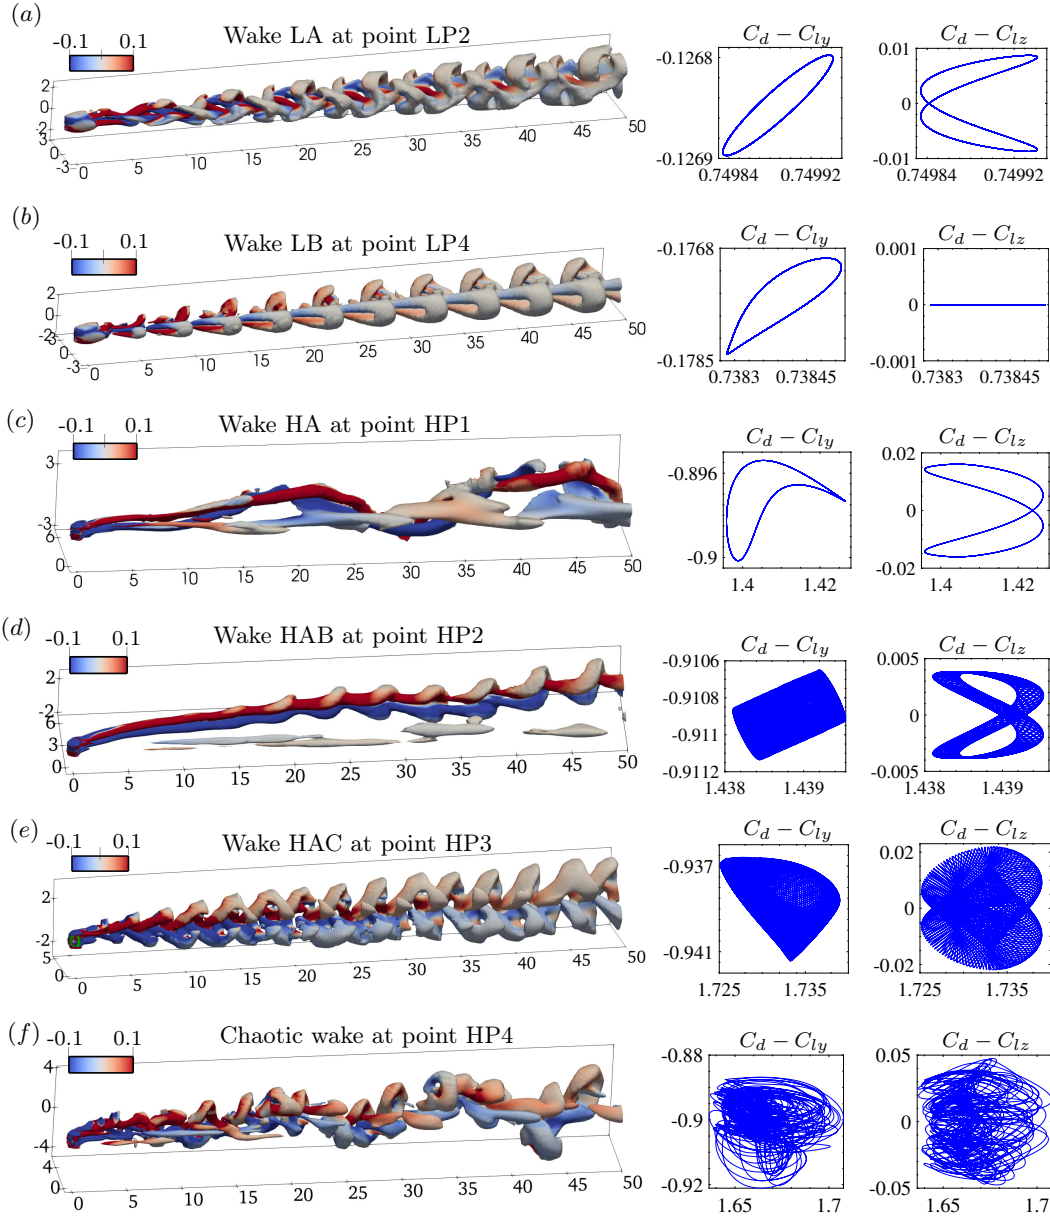 (a)
Wake LA at point LP2
-0.1 0.1
2
0
-2
3
0
-3
0 5 10 15 20 25 30 35 40 45 50
C_d − C_ly
-0.1268
-0.1269
0.74984 0.74992
C_d − C_lz
0.01
0
-0.01
0.74984 0.74992
(b)
Wake LB at point LP4
-0.1 0.1
2
0
-2
3
0
-3
0 5 10 15 20 25 30 35 40 45 50
C_d − C_ly
-0.1768
-0.1785
0.7383 0.73845
C_d − C_lz
0.001
0
-0.001
0.7383 0.73845
(c)
Wake HA at point HP1
-0.1 0.1
3
-3
6
0
0 5 10 15 20 25 30 35 40 45 50
C_d − C_ly
-0.896
-0.9
1.4 1.42
C_d − C_lz
0.02
0
-0.02
1.4 1.42
(d)
Wake HAB at point HP2
-0.1 0.1
2
-2
6
3
0
0 5 10 15 20 25 30 35 40 45 50
C_d − C_ly
-0.9106
-0.9108
-0.911
-0.9112
1.438 1.439
C_d − C_lz
0.005
0
-0.005
1.438 1.439
(e)
Wake HAC at point HP3
-0.1 0.1
2
-2
5
0
0 5 10 15 20 25 30 35 40 45 50
C_d − C_ly
-0.937
-0.941
1.725 1.735
C_d − C_lz
0.02
0
-0.02
1.725 1.735
(f)
Chaotic wake at point HP4
-0.1 0.1
4
0
-4
4
0
0 5 10 15 20 25 30 35 40 45 50
C_d − C_ly
-0.88
-0.9
-0.92
1.65 1.7
C_d − C_lz
0.05
0
-0.05
1.65 1.7